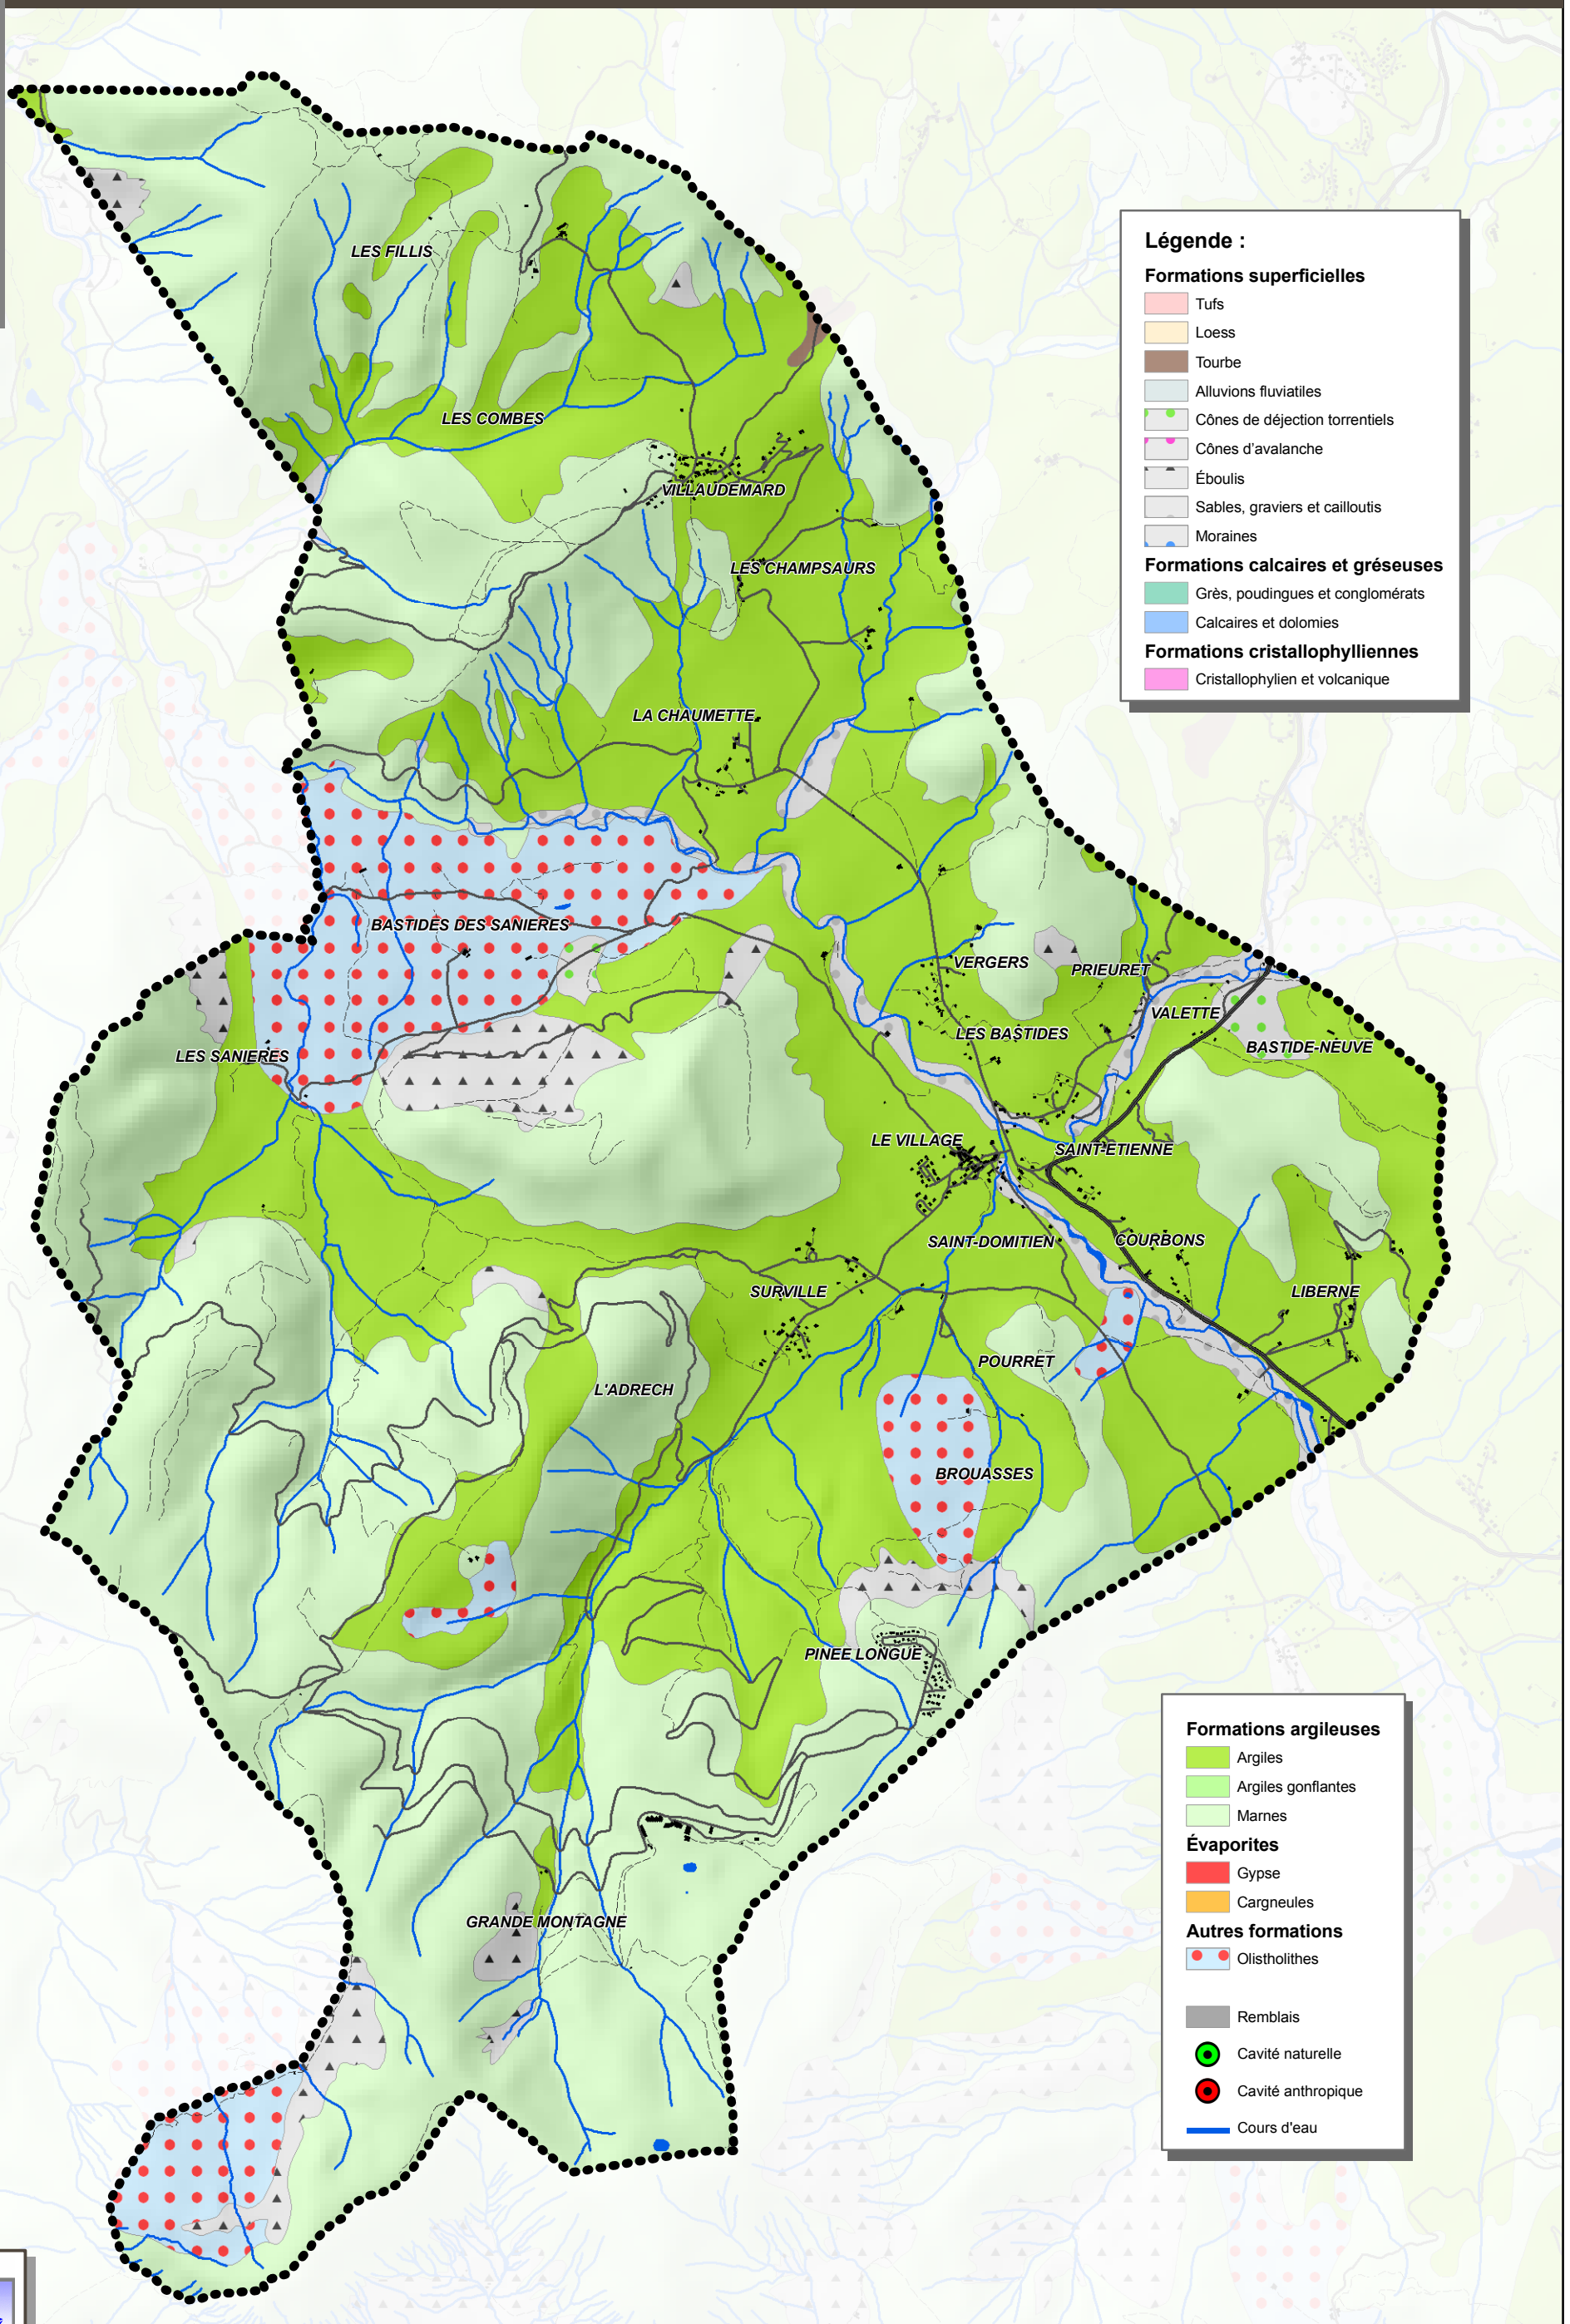 Légende :
Formations superficielles
Tufs
Loess
Tourbe
Alluvions fluviatiles
Cônes de déjection torrentiels
Cônes d'avalanche
Éboulis
Sables, graviers et cailloutis
Moraines
Formations calcaires et gréseuses
Grès, poudingues et conglomérats
Calcaires et dolomies
Formations cristallophylliennes
Cristallophylien et volcanique
LES FILLIS
LES COMBES
VILLAUDEMARD
LES CHAMPSAURS
LA CHAUMETTE
BASTIDES DES SANIERES
VERGERS
PRIEURET
VALETTE
LES BASTIDES
BASTIDE-NEUVE
LES SANIERES
LE VILLAGE
SAINT-ETIENNE
SAINT-DOMITIEN
COURBONS
SURVILLE
LIBERNE
POURRET
L'ADRECH
BROUASSES
PINEE LONGUE
GRANDE MONTAGNE
Formations argileuses
Argiles
Argiles gonflantes
Marnes
Évaporites
Gypse
Cargneules
Autres formations
Olistholithes
Remblais
Cavité naturelle
Cavité anthropique
Cours d'eau